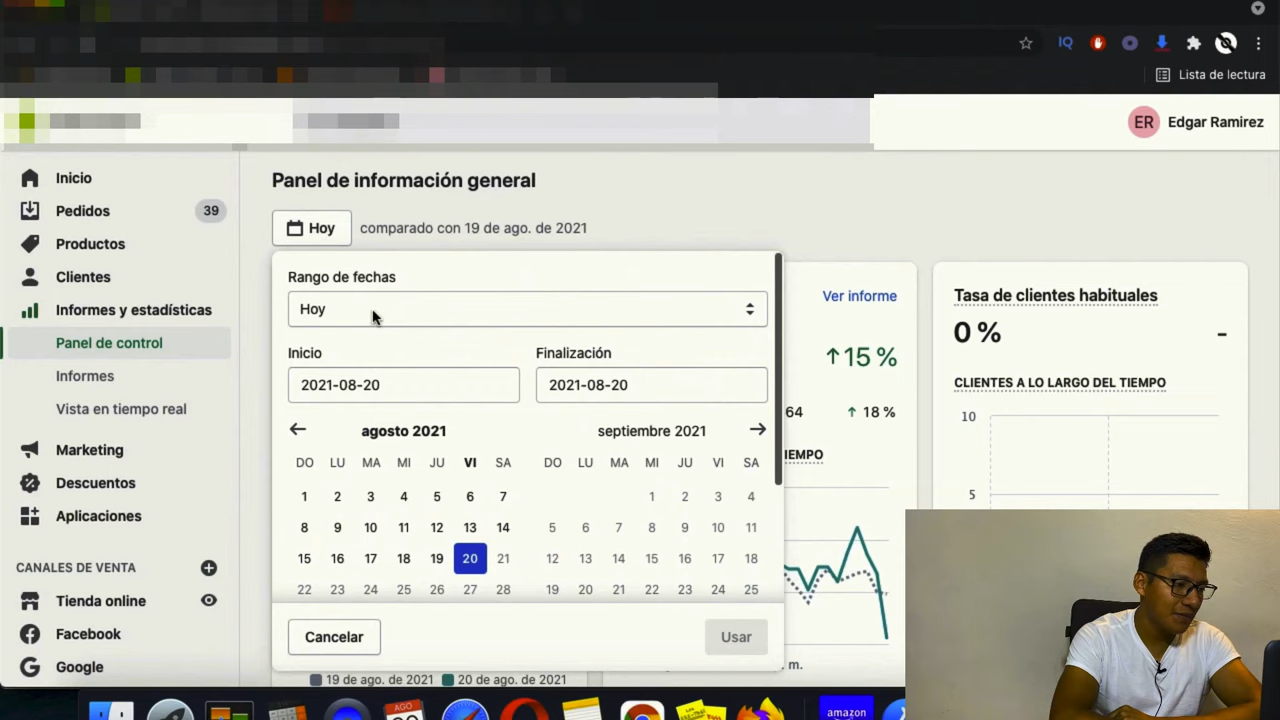 IQ
Lista de lectura
ER Edgar Ramirez
Inicio
Pedidos 39
Productos
Clientes
Informes y estadísticas
Panel de control
Informes
Vista en tiempo real
Marketing
Descuentos
Aplicaciones
CANALES DE VENTA
Tienda online
Facebook
Google
Panel de información general
Hoy comparado con 19 de ago. de 2021
Rango de fechas
Hoy
Inicio Finalización
2021-08-20 2021-08-20
agosto 2021 septiembre 2021
DO LU MA MI JU VI SA DO LU MA MI JU VI SA
1 2 3 4 5 6 7 1 2 3 4
8 9 10 11 12 13 14 5 6 7 8 9 10 11
15 16 17 18 19 20 21 12 13 14 15 16 17 18
22 23 24 25 26 27 28 19 20 21 22 23 24 25
Cancelar Usar
19 de ago. de 2021 20 de ago. de 2021
Ver informe
↑15 %
64 ↑ 18 %
IEMPO
m.
Tasa de clientes habituales
0 % -
CLIENTES A LO LARGO DEL TIEMPO
10
5
AGO
amazon